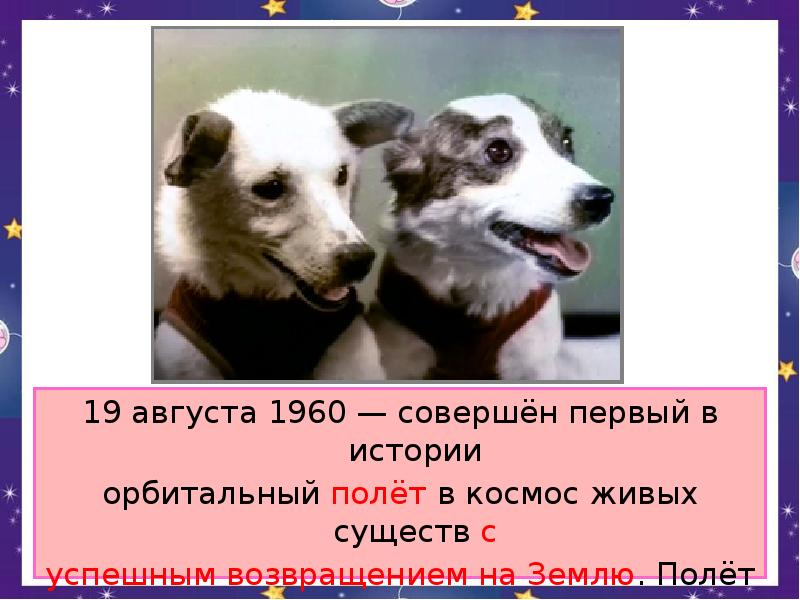 19 августа 1960 — совершён первый в
истории
орбитальный полёт в космос живых
существ с
успешным возвращением на Землю. Полёт